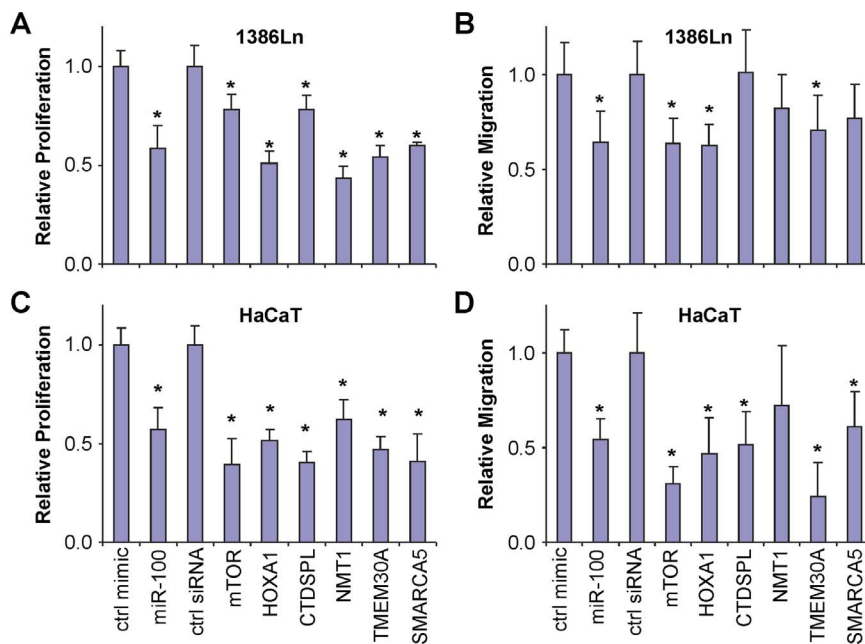 A
1386Ln
Relative Proliferation
1.0
0.5
0.0
* * * * * * *
B
1386Ln
Relative Migration
1.0
0.5
0.0
* * * *
C
HaCaT
Relative Proliferation
1.0
0.5
0.0
* * * * * * *
ctrl mimic
miR-100
ctrl siRNA
mTOR
HOXA1
CTDSPL
NMT1
TMEM30A
SMARCA5
D
HaCaT
Relative Migration
1.0
0.5
0.0
* * * * * *
ctrl mimic
miR-100
ctrl siRNA
mTOR
HOXA1
CTDSPL
NMT1
TMEM30A
SMARCA5